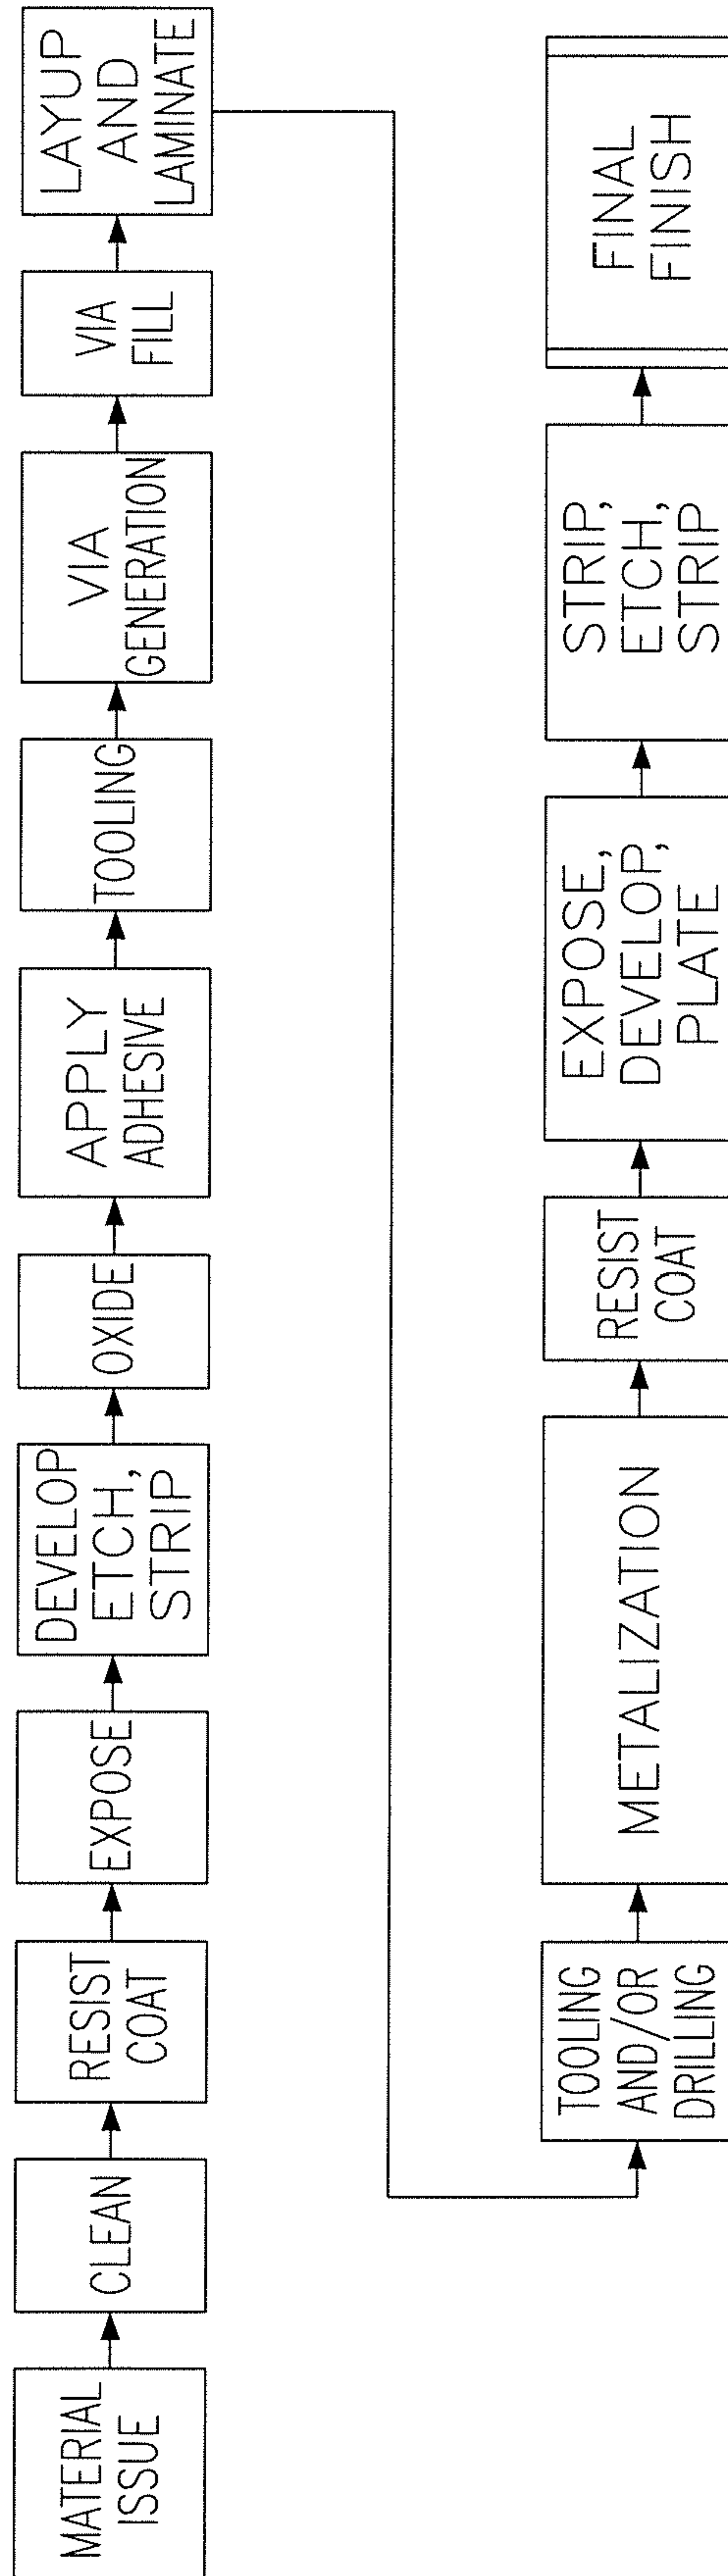 MATERIAL
ISSUE
CLEAN
RESIST
COAT
EXPOSE
DEVELOP
ETCH,
STRIP
OXIDE
APPLY
ADHESIVE
TOOLING
VIA
GENERATION
VIA
FILL
LAYUP
AND
LAMINATE
TOOLING
AND/OR
DRILLING
METALIZATION
RESIST
COAT
EXPOSE,
DEVELOP,
PLATE
STRIP,
ETCH,
STRIP
FINAL
FINISH